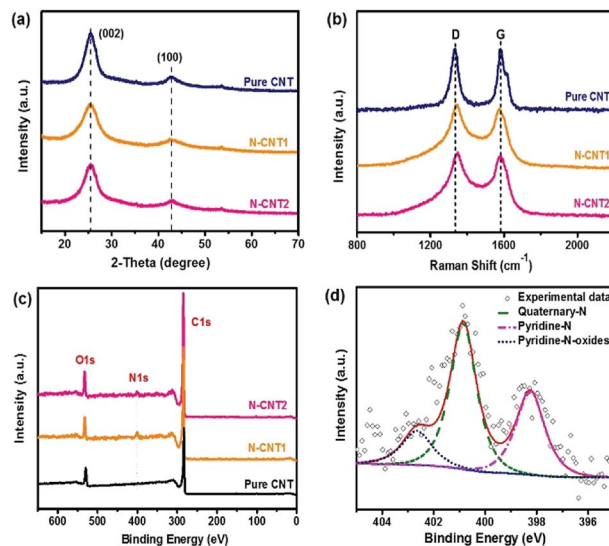 (a)
(002)
(100)
Pure CNT
N-CNT1
N-CNT2
Intensity (a.u.)
20 30 40 50 60 70
2-Theta (degree)
(b)
D G
Pure CNT
N-CNT1
N-CNT2
Intensity (a.u.)
800 1200 1600 2000
Raman Shift (cm⁻¹)
(c)
C1s
O1s
N1s
N-CNT2
N-CNT1
Pure CNT
Intensity (a.u.)
600 500 400 300 200 100 0
Binding Energy (eV)
(d)
Experimental data
Quaternary-N
Pyridine-N
Pyridine-N-oxides
Intensity (a.u.)
404 402 400 398 396
Binding Energy (eV)